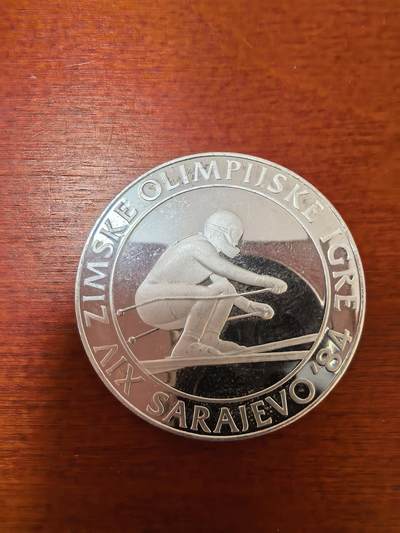 XIV ZIMSKE OLIMPIJSKE IGRE
SARAJEVO '84